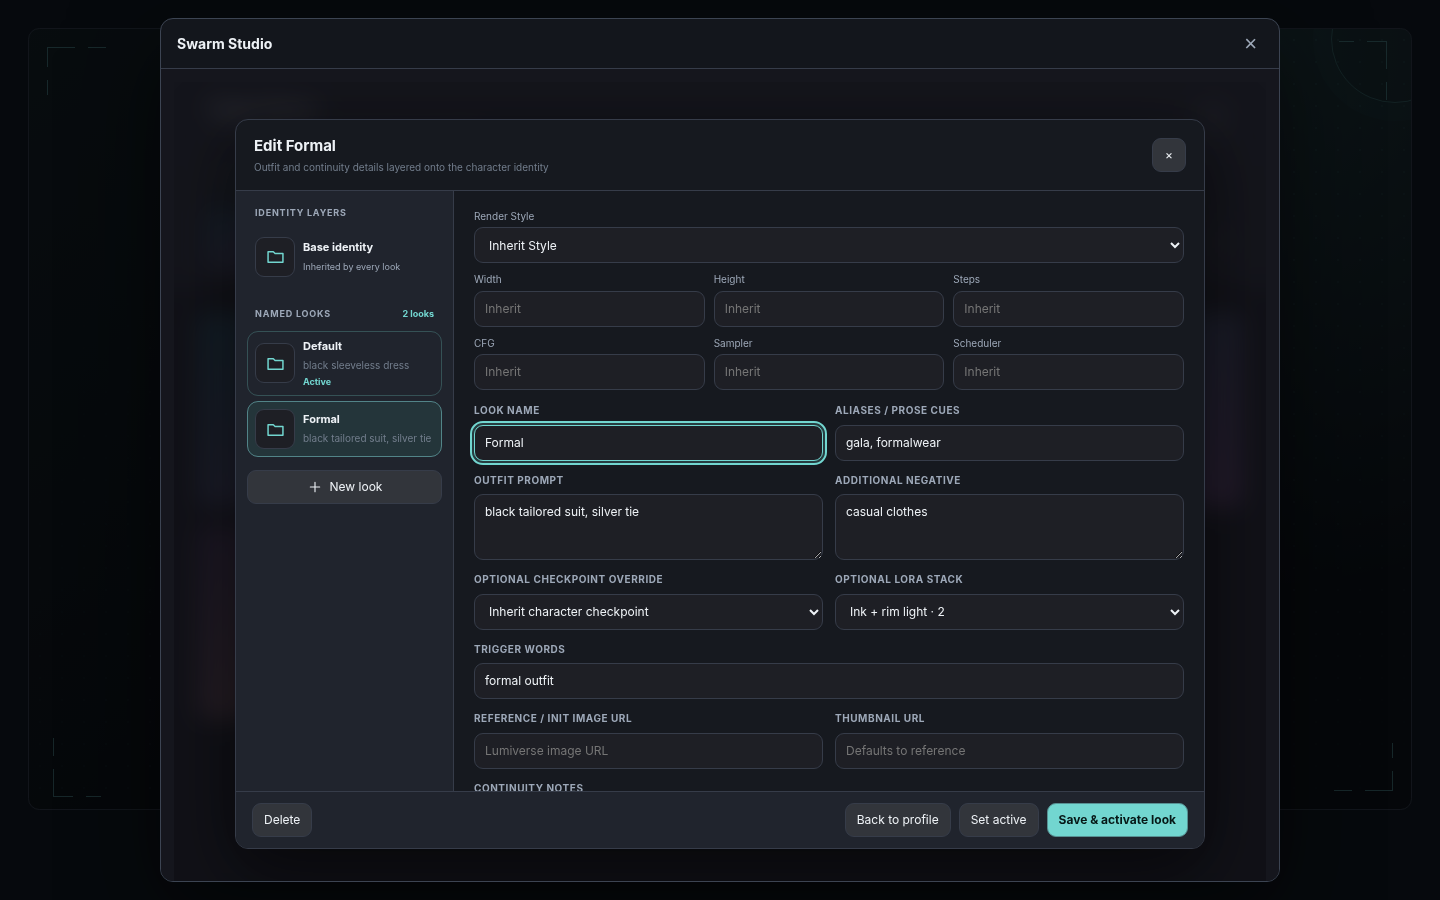 Swarm Studio
×
Edit Formal
Outfit and continuity details layered onto the character identity
×
IDENTITY LAYERS
Base identity
Inherited by every look
NAMED LOOKS
2 looks
Default
black sleeveless dress
Active
Formal
black tailored suit, silver tie
+ New look
Render Style
Inherit Style
Width
Height
Steps
Inherit
Inherit
Inherit
CFG
Sampler
Scheduler
Inherit
Inherit
Inherit
LOOK NAME
ALIASES / PROSE CUES
Formal
gala, formalwear
OUTFIT PROMPT
ADDITIONAL NEGATIVE
black tailored suit, silver tie
casual clothes
OPTIONAL CHECKPOINT OVERRIDE
OPTIONAL LORA STACK
Inherit character checkpoint
Ink + rim light · 2
TRIGGER WORDS
formal outfit
REFERENCE / INIT IMAGE URL
THUMBNAIL URL
Lumiverse image URL
Defaults to reference
CONTINUITY NOTES
Delete
Back to profile
Set active
Save & activate look